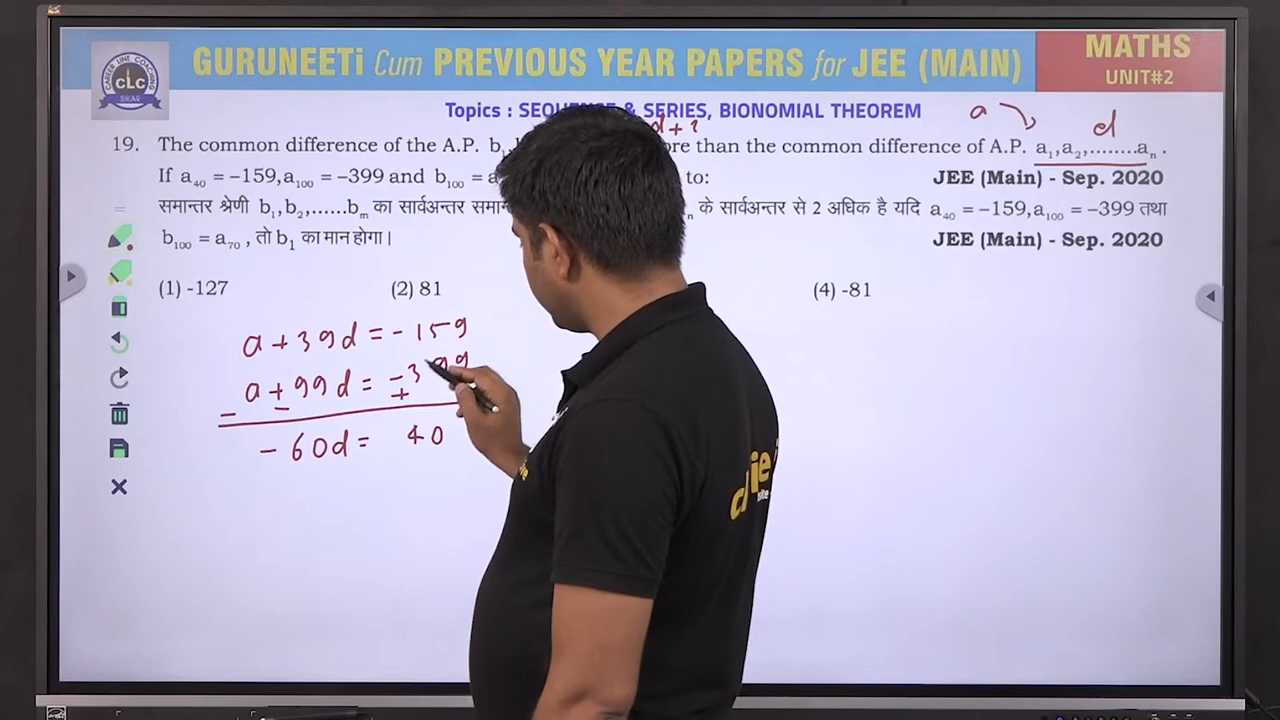 GURUNEETi Cum PREVIOUS YEAR PAPERS for JEE (MAIN)
MATHS
UNIT#2
CLC
SIKAR
Topics : SEQUENCE & SERIES, BIONOMIAL THEOREM
a d
d+2
19. The common difference of the A.P. b than the common difference of A.P. a₁,a₂,........aₙ.
If a₄₀ = –159,a₁₀₀ = –399 and b₁₀₀ = a to: JEE (Main) - Sep. 2020
समान्तर श्रेणी b₁,b₂,......bₘ का सार्वअन्तर के सार्वअन्तर से 2 अधिक है यदि a₄₀ = –159,a₁₀₀ = –399 तथा
b₁₀₀ = a₇₀, तो b₁ का मान होगा। JEE (Main) - Sep. 2020
(1) -127 (2) 81 (4) -81
a + 39d = -159
a + 99d = -399
- - +
-60d = 40